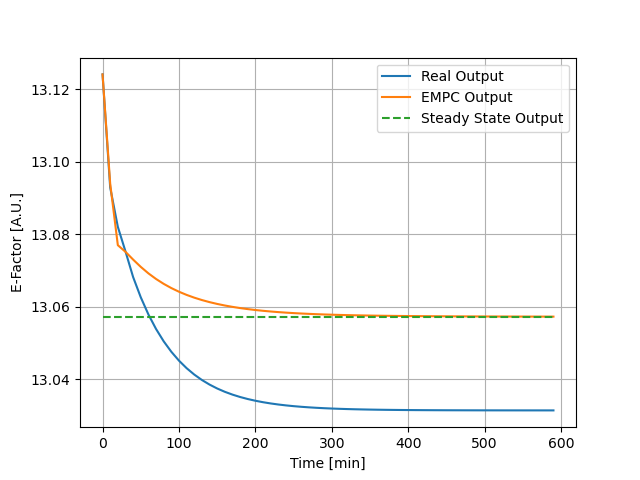 Real Output
EMPC Output
Steady State Output
E-Factor [A.U.]
13.12
13.10
13.08
13.06
13.04
0 100 200 300 400 500 600
Time [min]